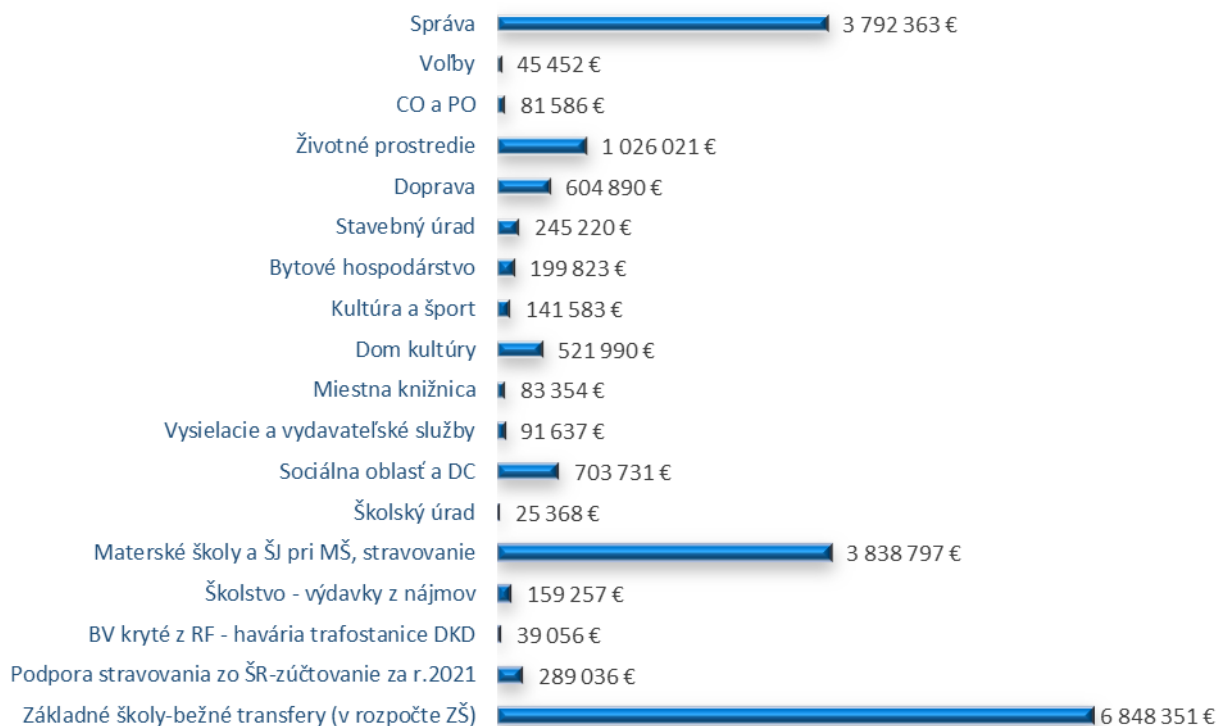 Správa 3 792 363 €
Voľby 45 452 €
CO a PO 81 586 €
Životné prostredie 1 026 021 €
Doprava 604 890 €
Stavebný úrad 245 220 €
Bytové hospodárstvo 199 823 €
Kultúra a šport 141 583 €
Dom kultúry 521 990 €
Miestna knižnica 83 354 €
Vysielacie a vydavateľské služby 91 637 €
Sociálna oblasť a DC 703 731 €
Školský úrad 25 368 €
Materské školy a ŠJ pri MŠ, stravovanie 3 838 797 €
Školstvo - výdavky z nájmov 159 257 €
BV kryté z RF - havária trafostanice DKD 39 056 €
Podpora stravovania zo ŠR-zúčtovanie za r.2021 289 036 €
Základné školy-bežné transfery (v rozpočte ZŠ) 6 848 351 €